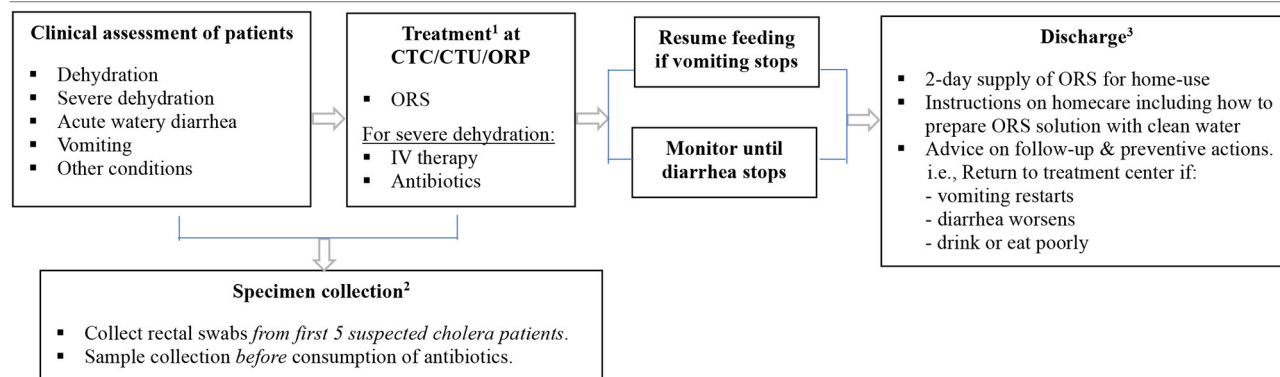 Clinical assessment of patients
▪ Dehydration
▪ Severe dehydration
▪ Acute watery diarrhea
▪ Vomiting
▪ Other conditions
Treatment¹ at
CTC/CTU/ORP
▪ ORS
For severe dehydration:
▪ IV therapy
▪ Antibiotics
Resume feeding
if vomiting stops
Monitor until
diarrhea stops
Discharge³
▪ 2-day supply of ORS for home-use
▪ Instructions on homecare including how to
prepare ORS solution with clean water
▪ Advice on follow-up & preventive actions.
i.e., Return to treatment center if:
- vomiting restarts
- diarrhea worsens
- drink or eat poorly
Specimen collection²
▪ Collect rectal swabs from first 5 suspected cholera patients.
▪ Sample collection before consumption of antibiotics.